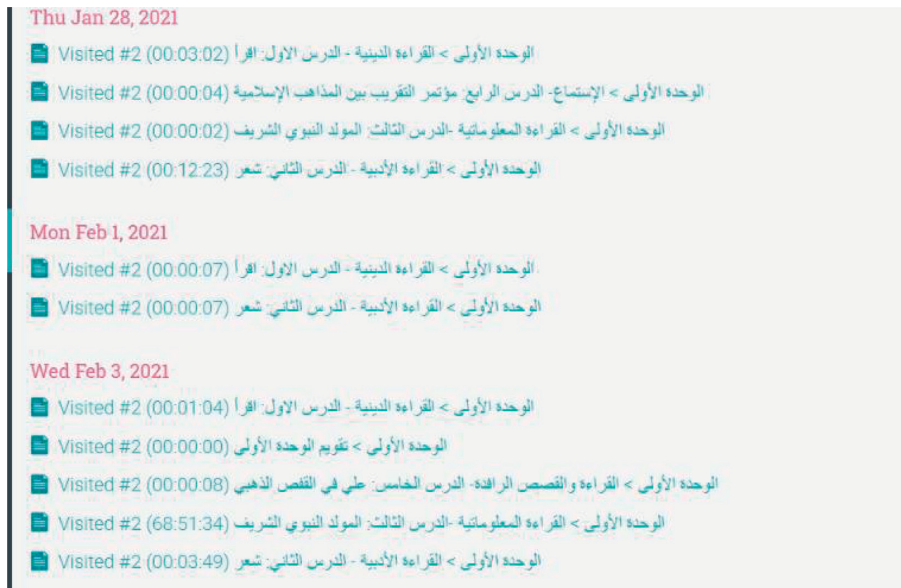 Thu Jan 28, 2021
Visited #2 (00:03:02) الوحدة الأولى > القراءة الدينية - الدرس الاول: اقرأ
Visited #2 (00:00:04) الوحدة الأولى > الإستماع- الدرس الرابع: مؤتمر التقريب بين المذاهب الإسلامية
Visited #2 (00:00:02) الوحدة الأولى > القراءة المعلوماتية -الدرس الثالث: المولد النبوي الشريف
Visited #2 (00:12:23) الوحدة الأولى > القراءة الأدبية - الدرس الثاني: شعر
Mon Feb 1, 2021
Visited #2 (00:00:07) الوحدة الأولى > القراءة الدينية - الدرس الاول: اقرأ
Visited #2 (00:00:07) الوحدة الأولى > القراءة الأدبية - الدرس الثاني: شعر
Wed Feb 3, 2021
Visited #2 (00:01:04) الوحدة الأولى > القراءة الدينية - الدرس الاول: اقرأ
Visited #2 (00:00:00) الوحدة الأولى > تقويم الوحدة الأولى
Visited #2 (00:00:08) الوحدة الأولى > القراءة والقصص الرافدة- الدرس الخامس: علي في القفص الذهبي
Visited #2 (68:51:34) الوحدة الأولى > القراءة المعلوماتية -الدرس الثالث: المولد النبوي الشريف
Visited #2 (00:03:49) الوحدة الأولى > القراءة الأدبية - الدرس الثاني: شعر